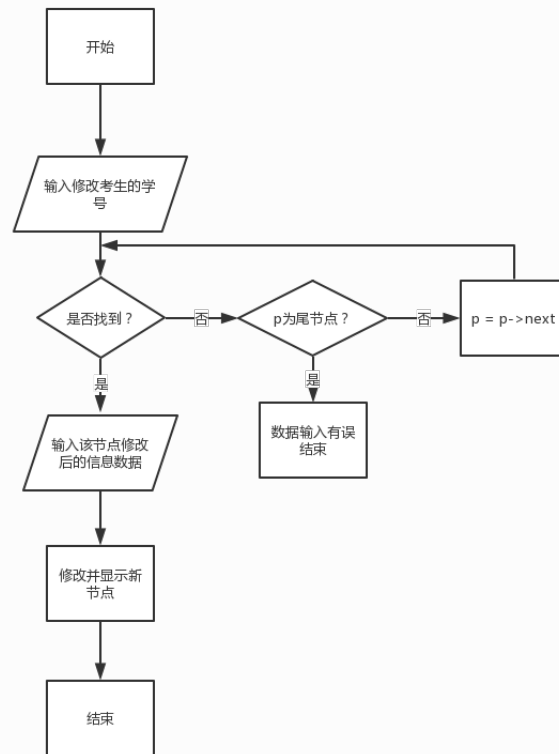 开始
输入修改考生的学
号
是否找到？
否
p为尾节点？
否
p = p->next
是
是
输入该节点修改
后的信息数据
数据输入有误
结束
修改并显示新
节点
结束